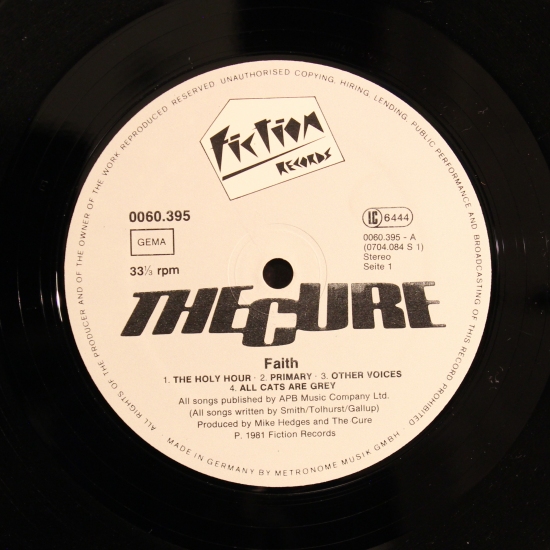 ALL RIGHTS OF THE PRODUCER AND OF THE OWNER OF THE WORK REPRODUCED RESERVED UNAUTHORISED COPYING, HIRING, LENDING, PUBLIC PERFORMANCE AND BROADCASTING OF THIS RECORD PROHIBITED
Fiction
RECORDS
0060.395
GEMA
33⅓ rpm
LC 6444
0060.395 - A
(0704.084 S 1)
Stereo
Seite 1
THE CURE
Faith
1. THE HOLY HOUR · 2. PRIMARY · 3. OTHER VOICES
4. ALL CATS ARE GREY
All songs published by APB Music Company Ltd.
(All songs written by Smith/Tolhurst/Gallup)
Produced by Mike Hedges and The Cure
P. 1981 Fiction Records
· MADE IN GERMANY BY METRONOME MUSIK GMBH ·